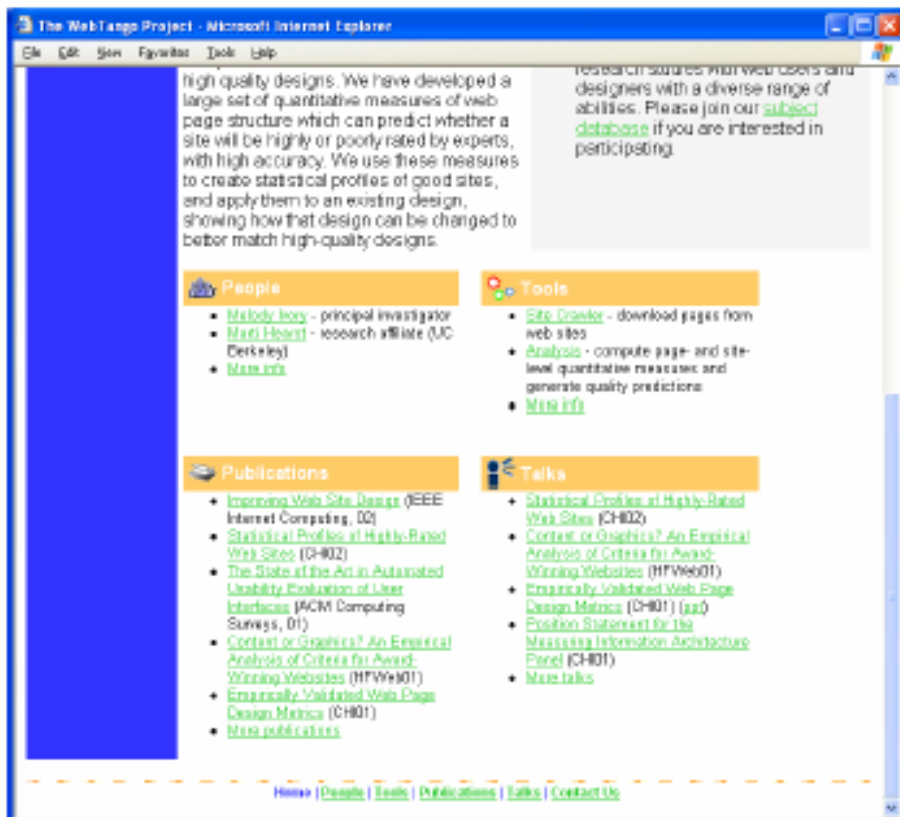 The WebTango Project - Microsoft Internet Explorer
File Edit View Favorites Tools Help
high quality designs. We have developed a
large set of quantitative measures of web
page structure which can predict whether a
site will be highly or poorly rated by experts,
with high accuracy. We use these measures
to create statistical profiles of good sites,
and apply them to an existing design,
showing how that design can be changed to
better match high-quality designs.
research studies with web users and
designers with a diverse range of
abilities. Please join our subject
database if you are interested in
participating.
People
Melody Ivory - principal investigator
Marti Hearst - research affiliate (UC
Berkeley)
More info
Tools
Site Crawler - download pages from
web sites
Analysis - compute page- and site-
level quantitative measures and
generate quality predictions
More info
Publications
Improving Web Site Design (IEEE
Internet Computing, 02)
Statistical Profiles of Highly-Rated
Web Sites (CHI02)
The State of the Art in Automated
Usability Evaluation of User
Interfaces (ACM Computing
Surveys, 01)
Content or Graphics? An Empirical
Analysis of Criteria for Award-
Winning Websites (HFWeb01)
Empirically Validated Web Page
Design Metrics (CHI01)
More publications
Talks
Statistical Profiles of Highly-Rated
Web Sites (CHI02)
Content or Graphics? An Empirical
Analysis of Criteria for Award-
Winning Websites (HFWeb01)
Empirically Validated Web Page
Design Metrics (CHI01) (ppt)
Position Statement for the
Measuring Information Architecture
Panel (CHI01)
More talks
Home | People | Tools | Publications | Talks | Contact Us